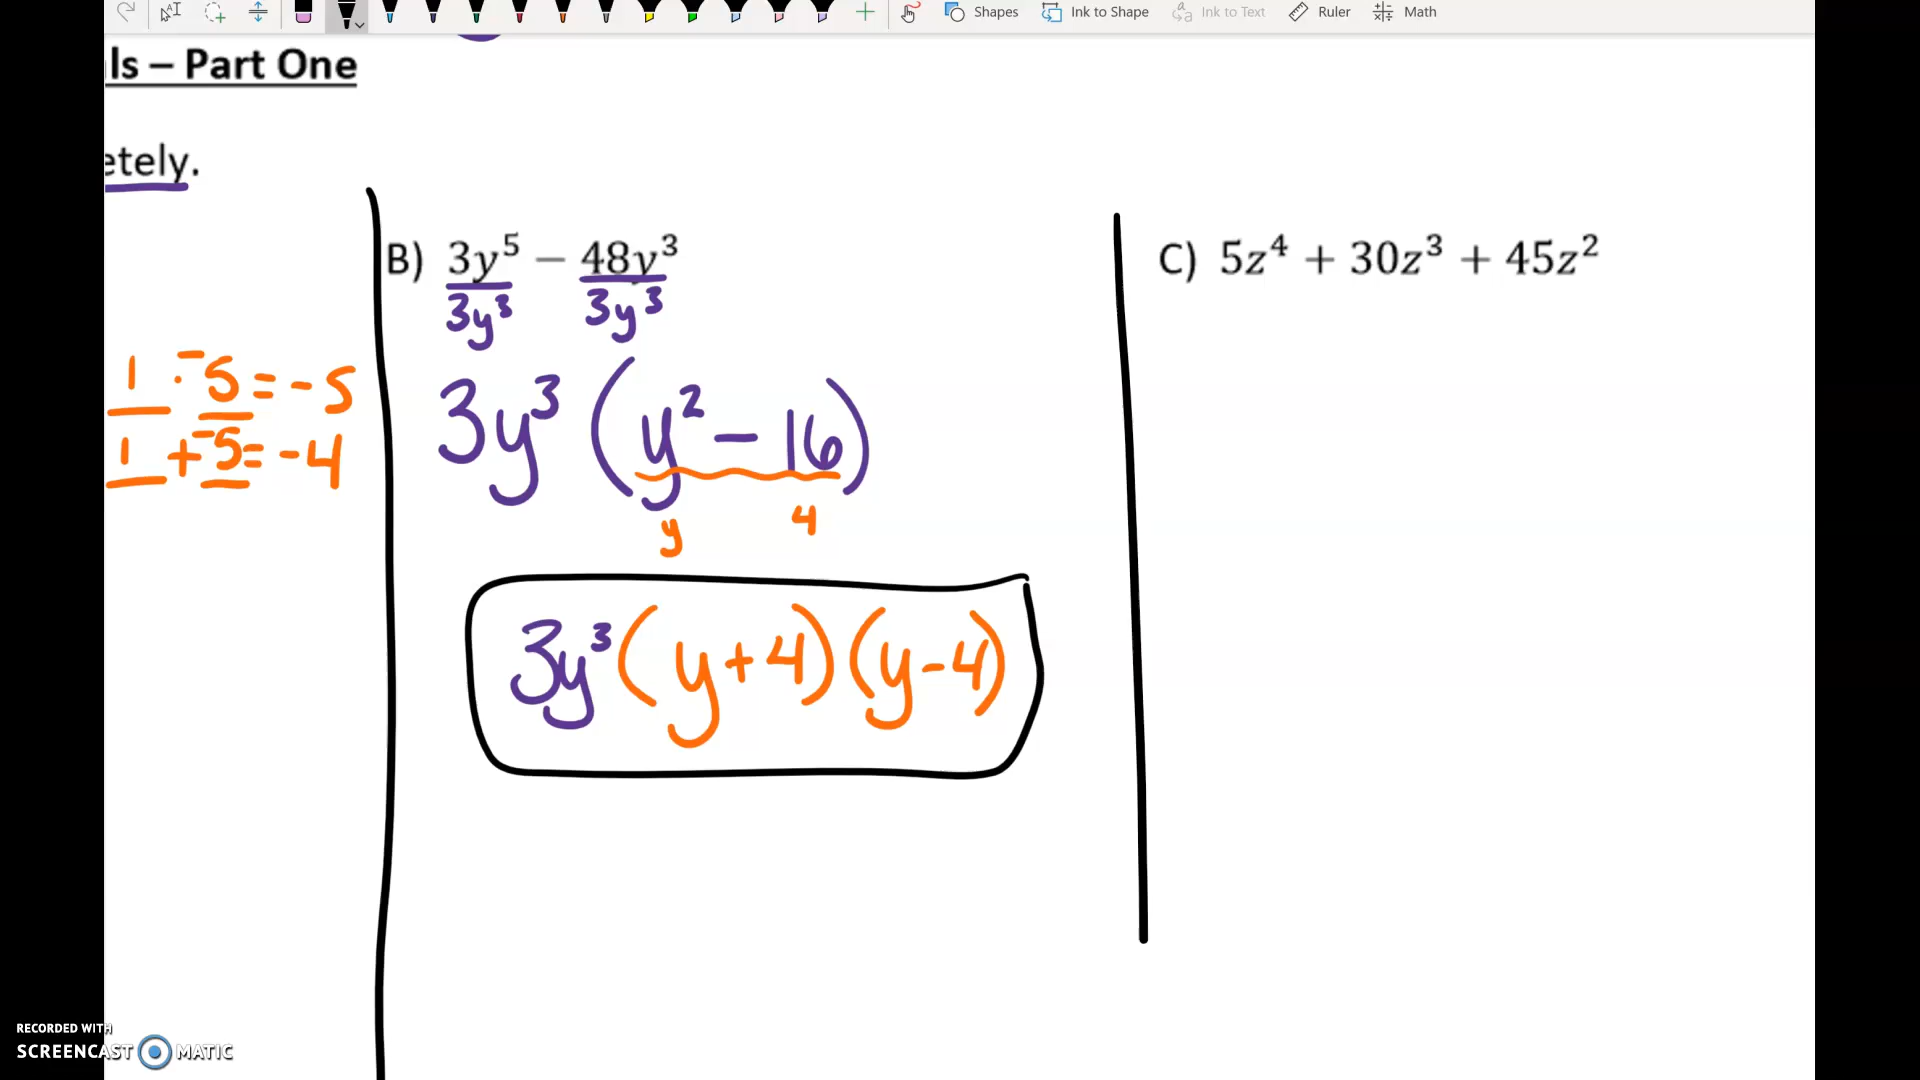 Shapes Ink to Shape Ink to Text Ruler Math
ls – Part One
etely.
1 · -5 = -5
1 + -5 = -4
B) 3y⁵ − 48y³
3y³ 3y³
3y³ (y² − 16)
y 4
3y³(y+4)(y-4)
C) 5z⁴ + 30z³ + 45z²
RECORDED WITH
SCREENCAST MATIC